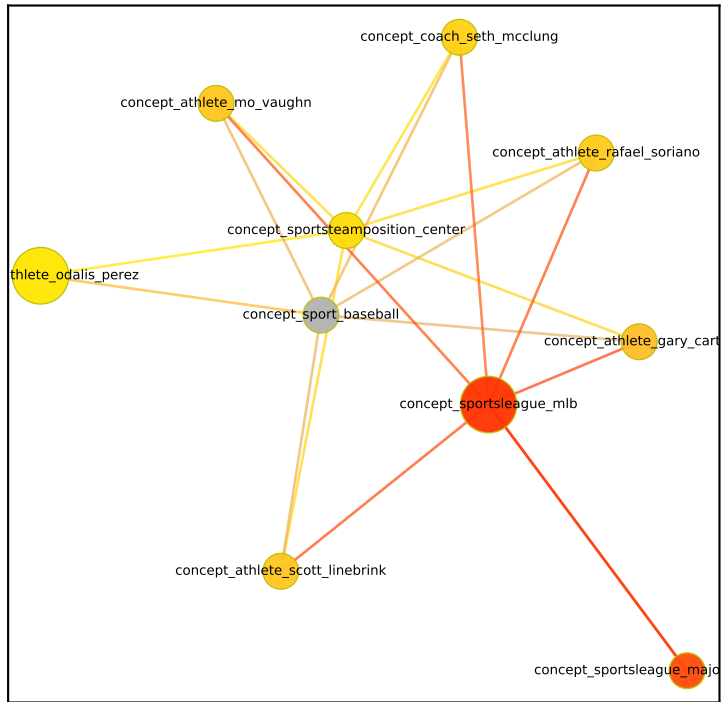 concept_coach_seth_mcclung
concept_athlete_mo_vaughn
concept_athlete_rafael_soriano
concept_sportsteamposition_center
thlete_odalis_perez
concept_sport_baseball
concept_athlete_gary_cart
concept_sportsleague_mlb
concept_athlete_scott_linebrink
concept_sportsleague_majo